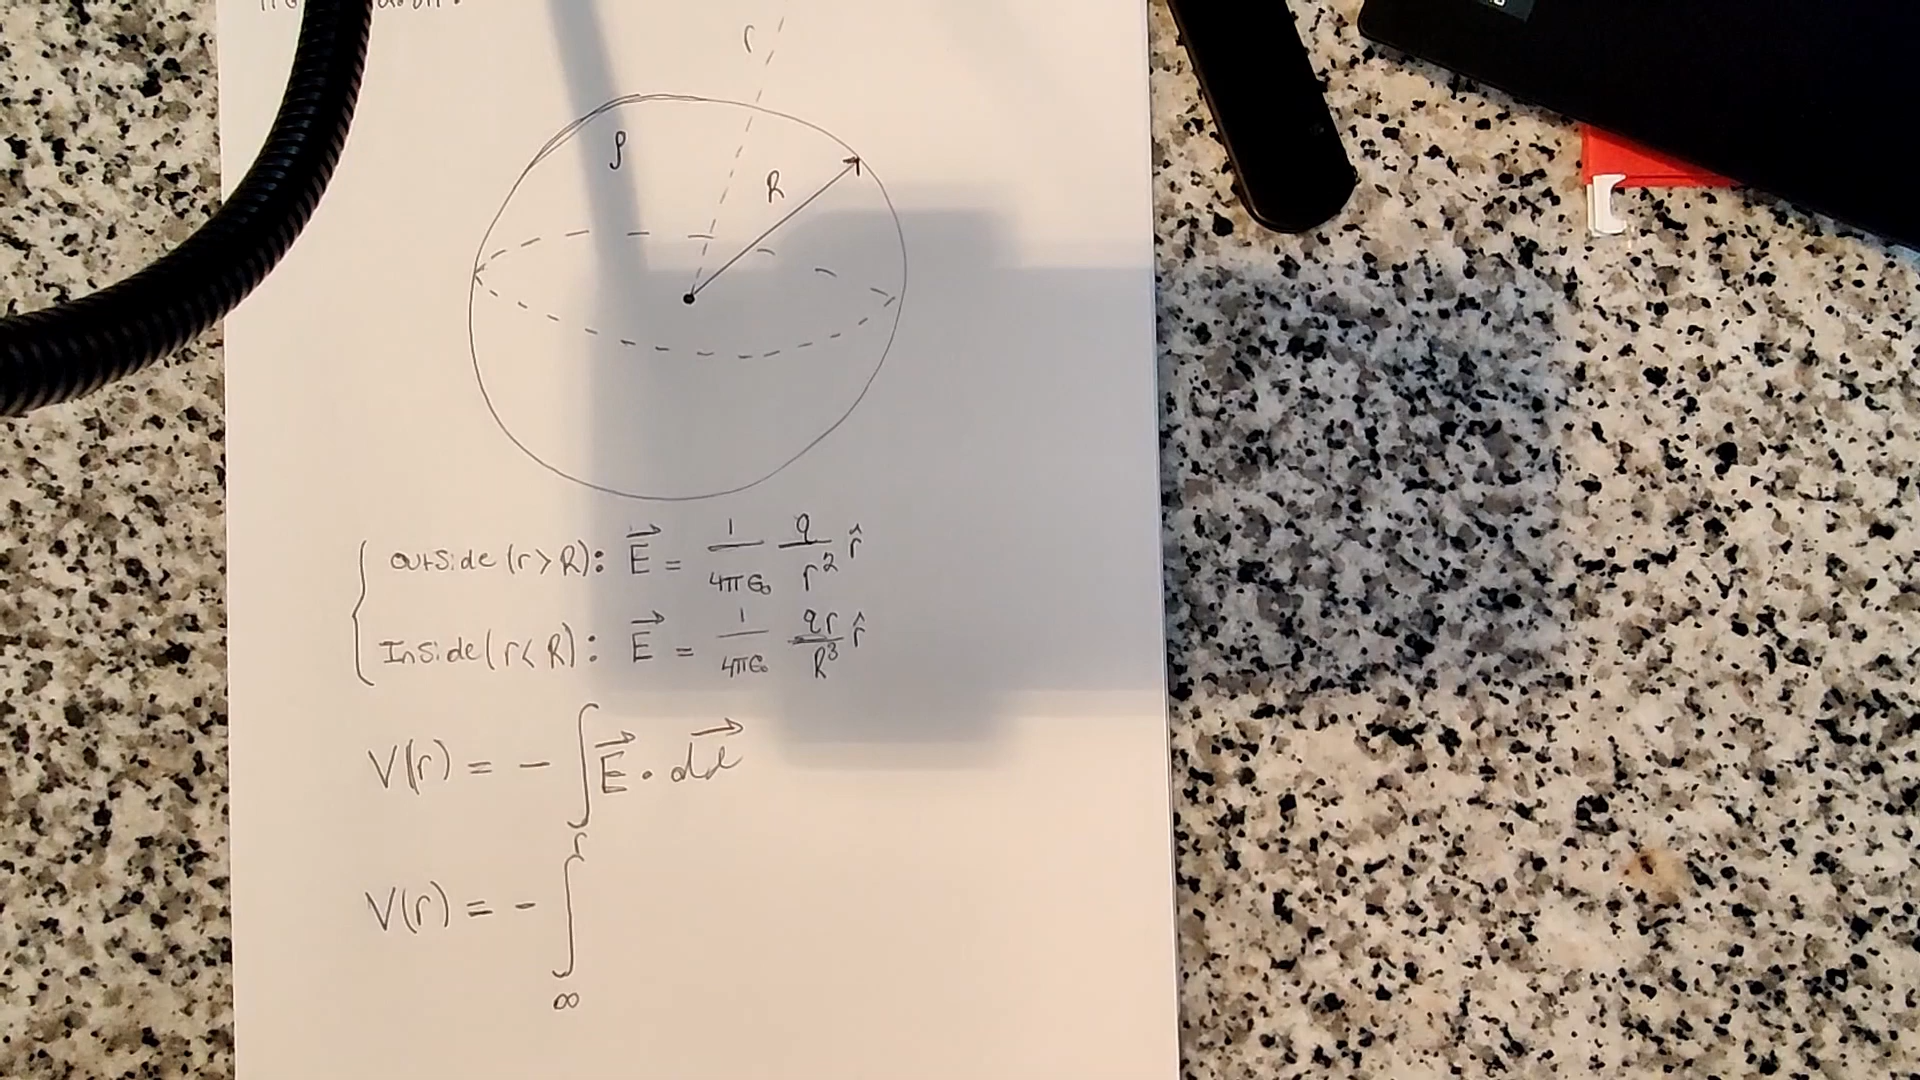 r
ρ
R
Outside (r > R): E⃗ = 1/4πϵ₀ q/r² r̂
Inside (r < R): E⃗ = 1/4πϵ₀ qr/R³ r̂
V(r) = - ∫ E⃗ • dl⃗
V(r) = - ∫_∞^r